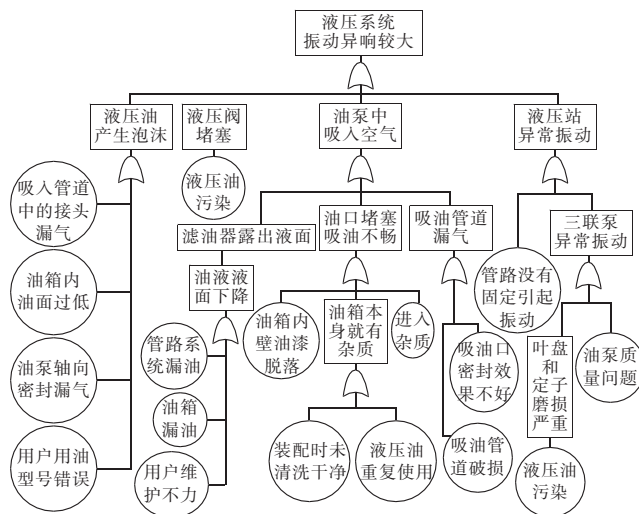 液压系统
振动异响较大
液压油
产生泡沫
液压阀
堵塞
油泵中
吸入空气
液压站
异常振动
吸入管道
中的接头
漏气
液压油
污染
滤油器露出液面
油口堵塞
吸油不畅
吸油管道
漏气
三联泵
异常振动
油箱内
油面过低
油液液
面下降
管路没有
固定引起
振动
油箱内
壁油漆
脱落
油箱本
身就有
杂质
进入
杂质
油泵轴向
密封漏气
管路系
统漏油
吸油口
密封效
果不好
叶盘
和
定子
磨损
严重
油泵质
量问题
油箱
漏油
用户用油
型号错误
用户维
护不力
装配时未
清洗干净
液压油
重复使用
吸油管
道破损
液压油
污染